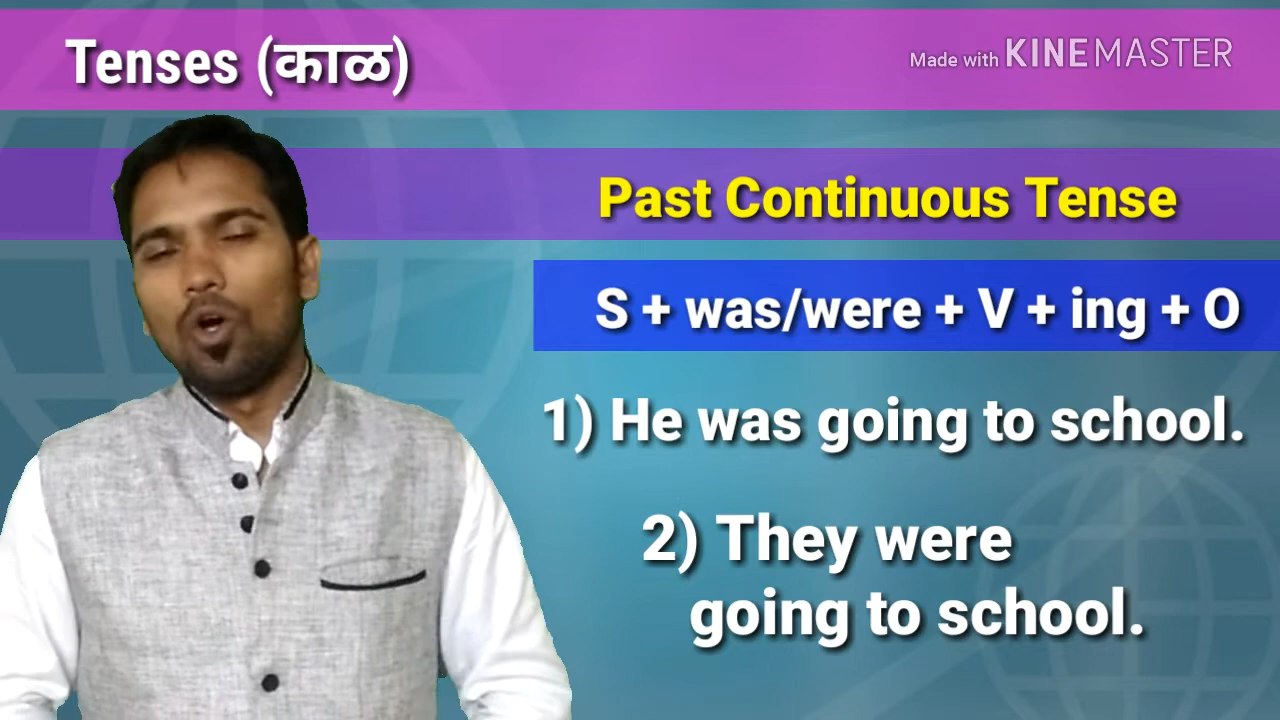 Tenses (काळ)
Made with KINEMASTER
Past Continuous Tense
S + was/were + V + ing + O
1) He was going to school.
2) They were
going to school.